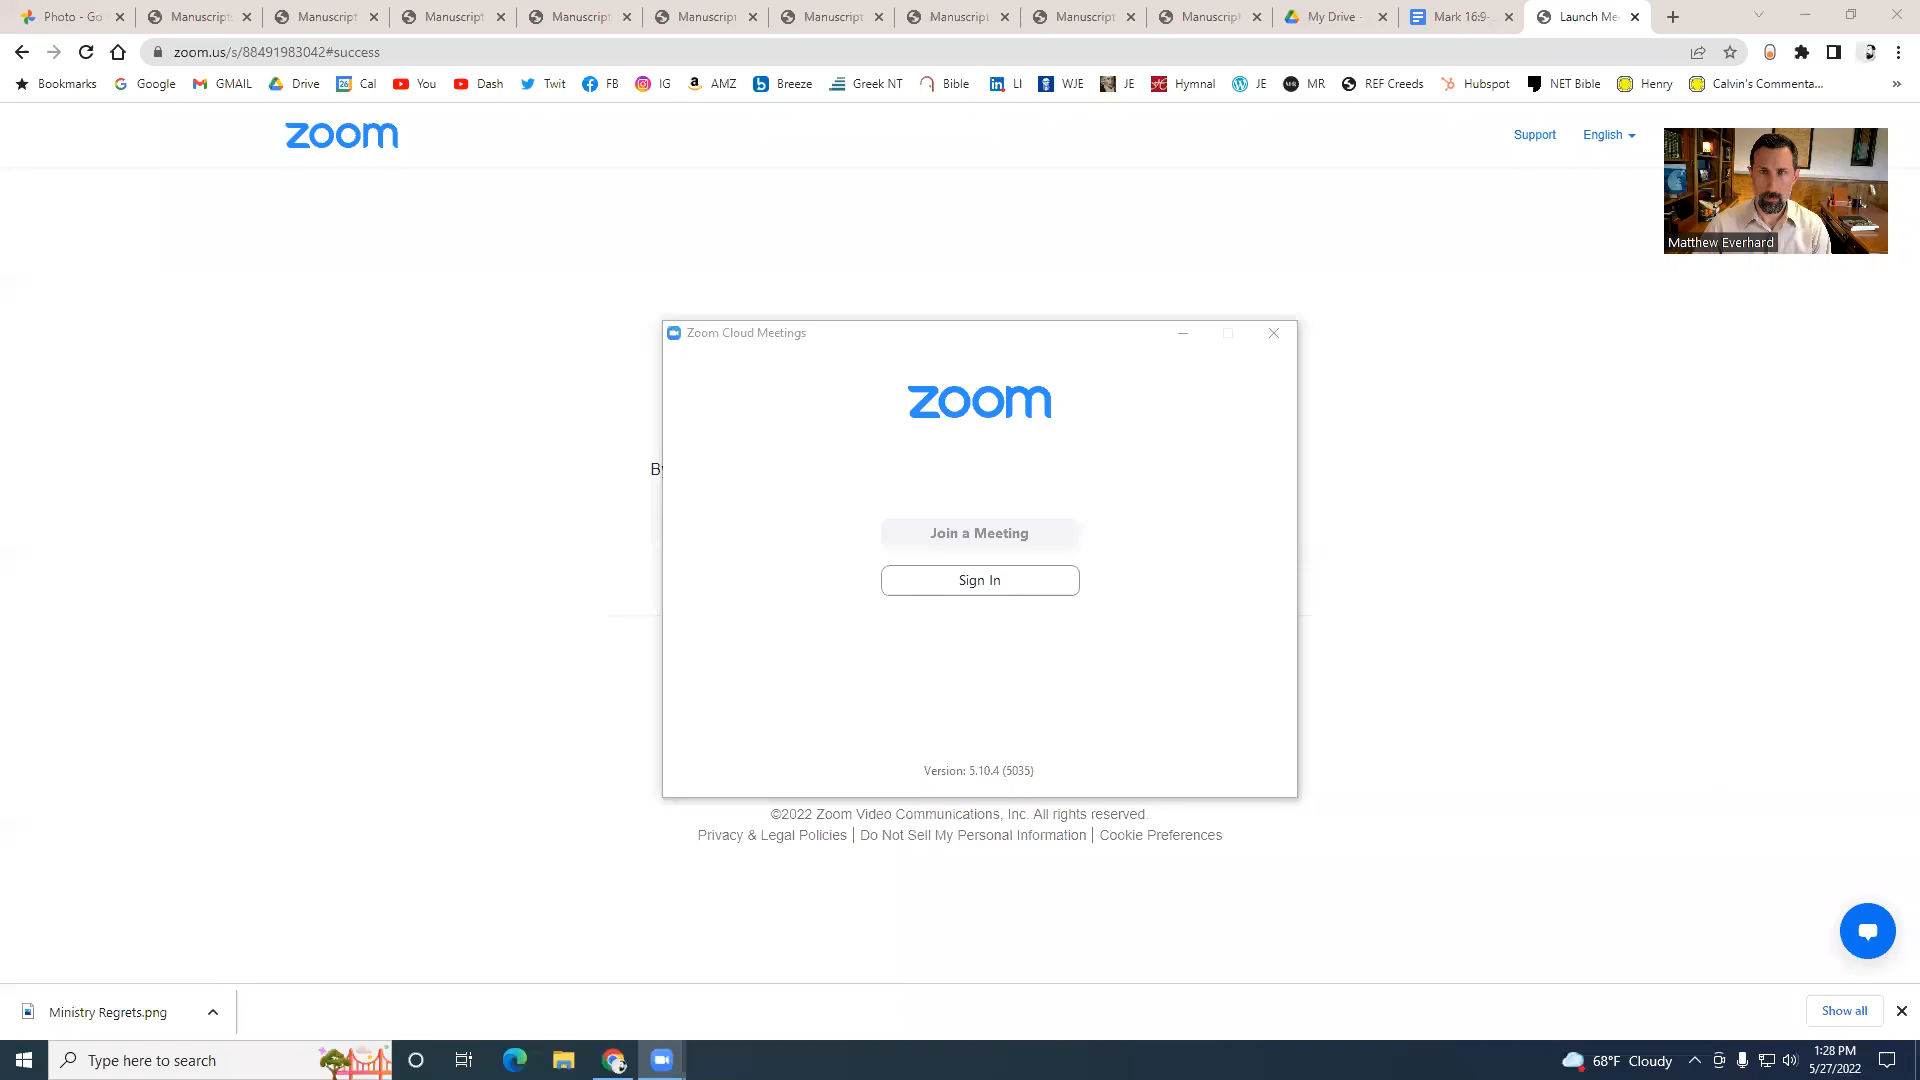 Photo - Go
Manuscript
Manuscript
Manuscript
Manuscript
Manuscript
Manuscript
Manuscript
Manuscript
Manuscript
My Drive -
Mark 16:9-
Launch Me
zoom.us/s/88491983042#success
Bookmarks
Google
GMAIL
Drive
26 Cal
You
Dash
Twit
FB
IG
AMZ
Breeze
Greek NT
Bible
LI
WJE
JE
Hymnal
JE
MR
REF Creeds
Hubspot
NET Bible
Henry
Calvin's Commenta...
zoom
Support
English
Matthew Everhard
Zoom Cloud Meetings
zoom
By
Join a Meeting
Sign In
Version: 5.10.4 (5035)
©2022 Zoom Video Communications, Inc. All rights reserved.
Privacy & Legal Policies | Do Not Sell My Personal Information | Cookie Preferences
Ministry Regrets.png
Show all
Type here to search
68°F Cloudy
1:28 PM
5/27/2022